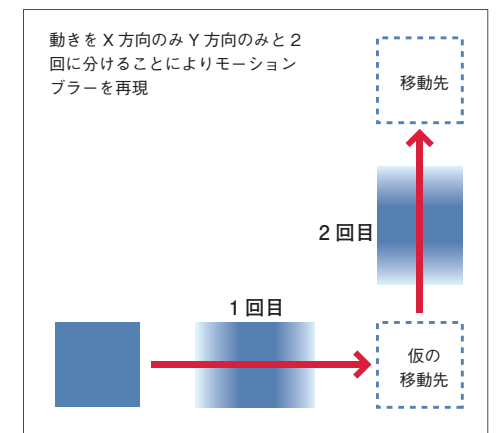 動きを X 方向のみ Y 方向のみと 2
回に分けることによりモーション
ブラーを再現
移動先
2 回目
1 回目
仮の
移動先